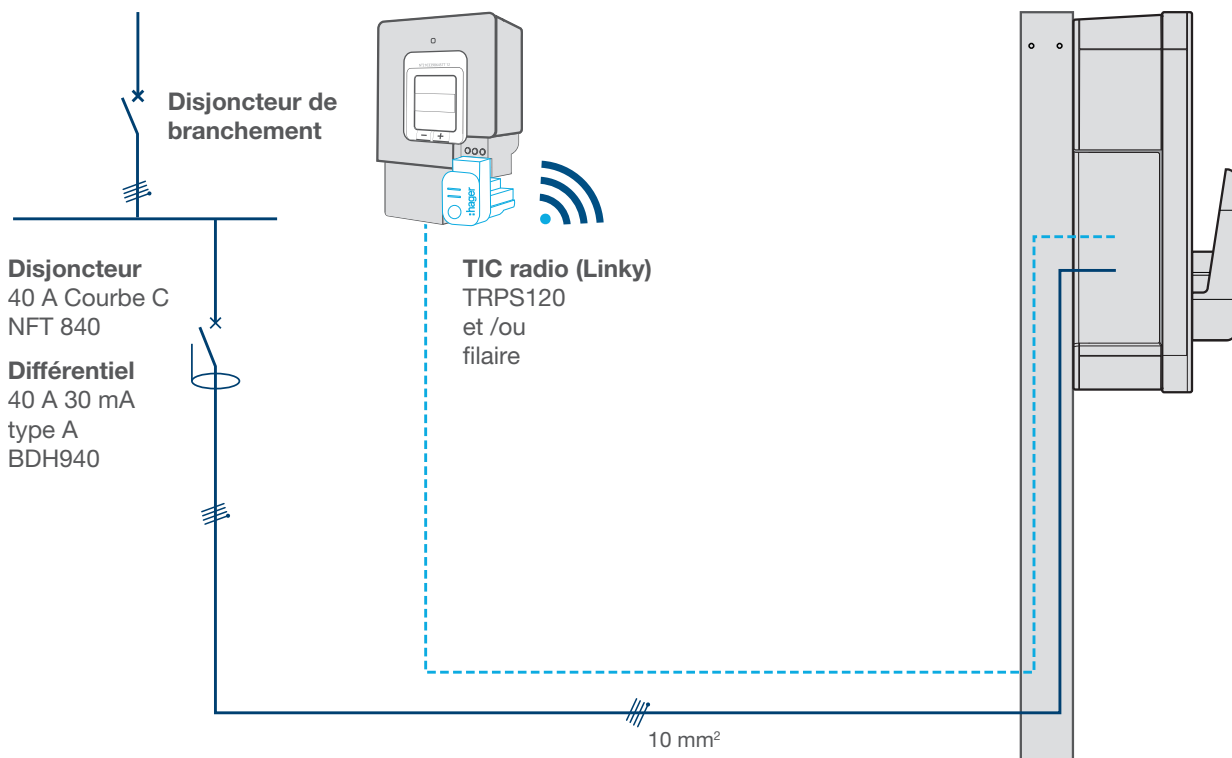 Disjoncteur de
branchement
:hager
Disjoncteur
40 A Courbe C
NFT 840
Différentiel
40 A 30 mA
type A
BDH940
TIC radio (Linky)
TRPS120
et /ou
filaire
10 mm²